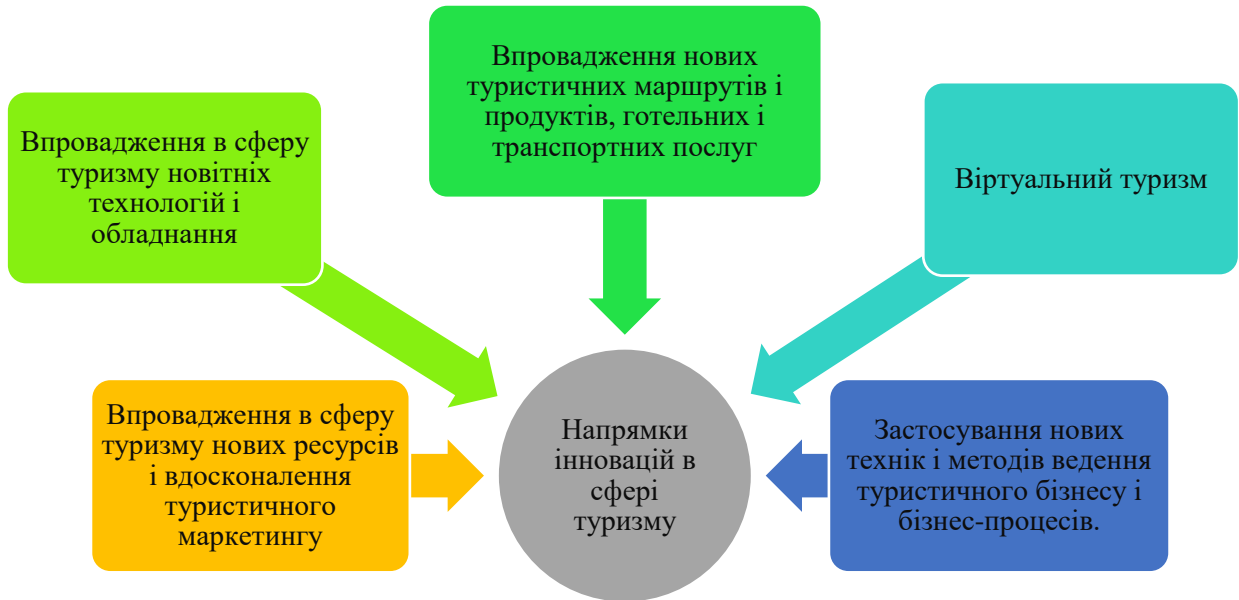 Впровадження нових
туристичних маршрутів і
продуктів, готельних і
транспортних послуг
Впровадження в сферу
туризму новітніх
технологій і
обладнання
Віртуальний туризм
Впровадження в сферу
туризму нових ресурсів
і вдосконалення
туристичного
маркетингу
Напрямки
інновацій в
сфері
туризму
Застосування нових
технік і методів ведення
туристичного бізнесу і
бізнес-процесів.